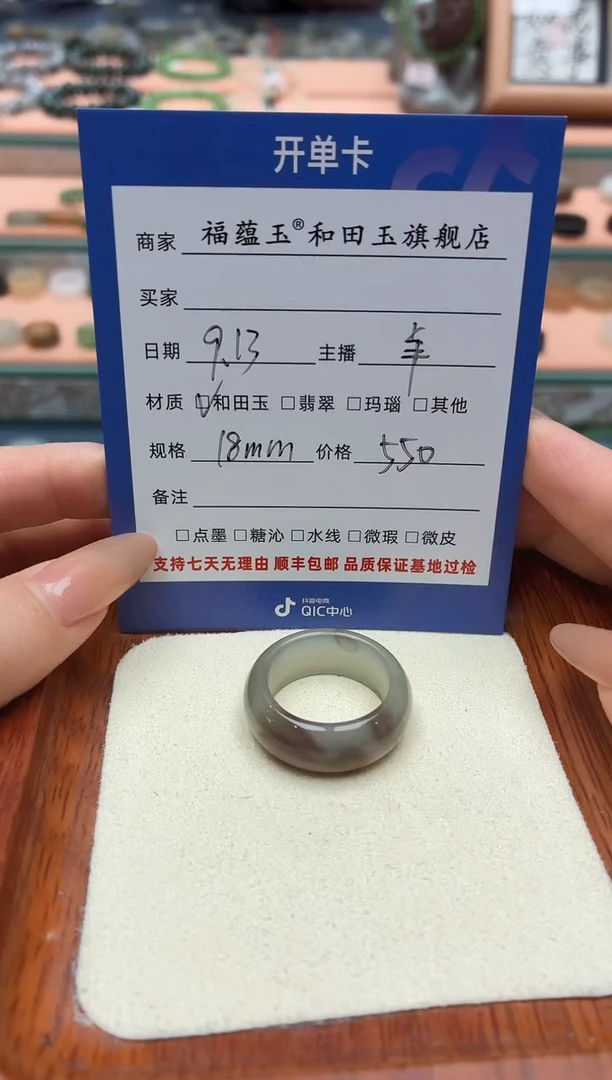 开单卡
商家 福蕴玉®和田玉旗舰店
买家
日期 9.13 主播
材质 ☑和田玉 □翡翠 □玛瑙 □其他
规格 18mm 价格 550
备注
□点墨 □糖沁 □水线 □微瑕 □微皮
支持七天无理由 顺丰包邮 品质保证基地过检
抖音电商
QIC中心